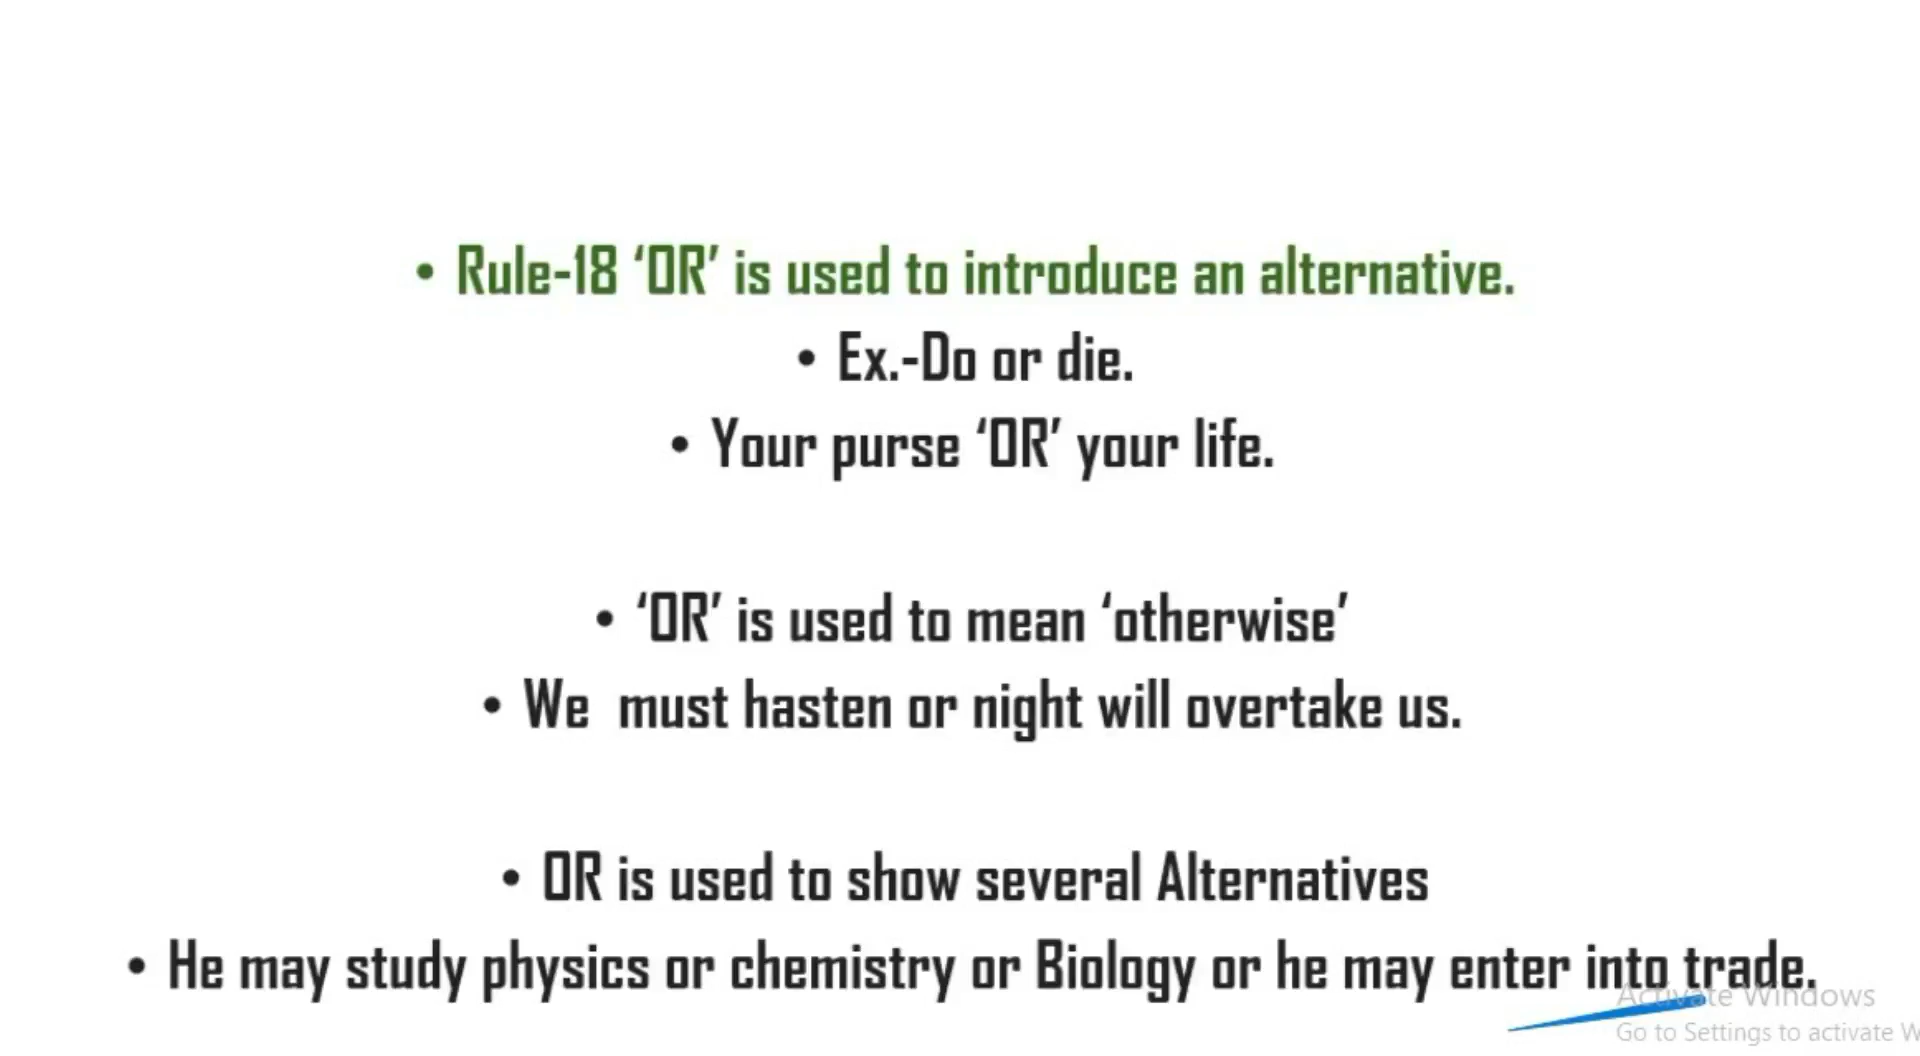 • Rule-18 ‘OR’ is used to introduce an alternative.
• Ex.-Do or die.
• Your purse ‘OR’ your life.
• ‘OR’ is used to mean ‘otherwise’
• We  must hasten or night will overtake us.
• OR is used to show several Alternatives
• He may study physics or chemistry or Biology or he may enter into trade.
Activate Windows
Go to Settings to activate W